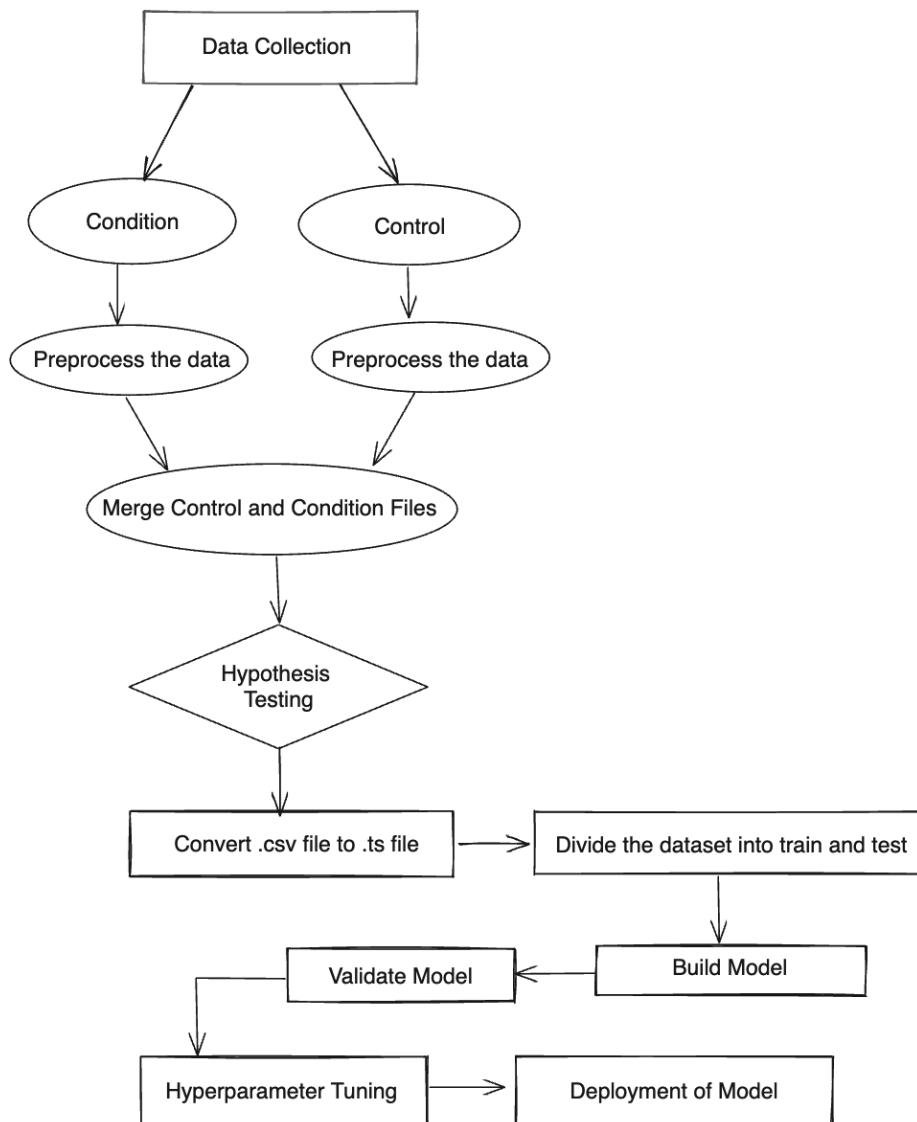 Data Collection
Condition
Control
Preprocess the data
Preprocess the data
Merge Control and Condition Files
Hypothesis
Testing
Convert .csv file to .ts file
Divide the dataset into train and test
Build Model
Validate Model
Hyperparameter Tuning
Deployment of Model